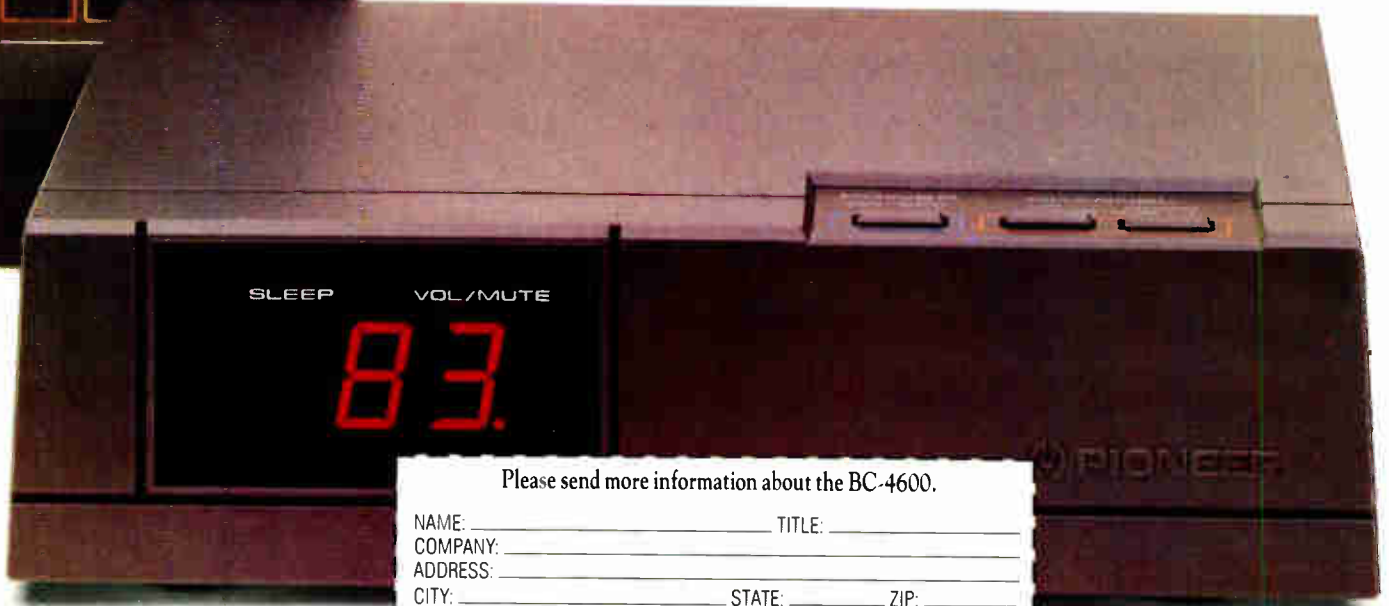 SLEEP VOL/MUTE
83.
PIONEER
Please send more information about the BC-4600.
NAME: TITLE:
COMPANY:
ADDRESS:
CITY: STATE: ZIP: